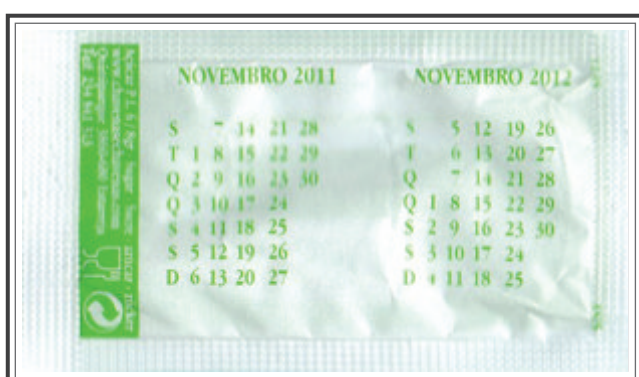 NOVEMBRO 2011
S 7 14 21 28
T 1 8 15 22 29
Q 2 9 16 23 30
Q 3 10 17 24
S 4 11 18 25
S 5 12 19 26
D 6 13 20 27
NOVEMBRO 2012
S 5 12 19 26
T 6 13 20 27
Q 7 14 21 28
Q 1 8 15 22 29
S 2 9 16 23 30
S 3 10 17 24
D 4 11 18 25